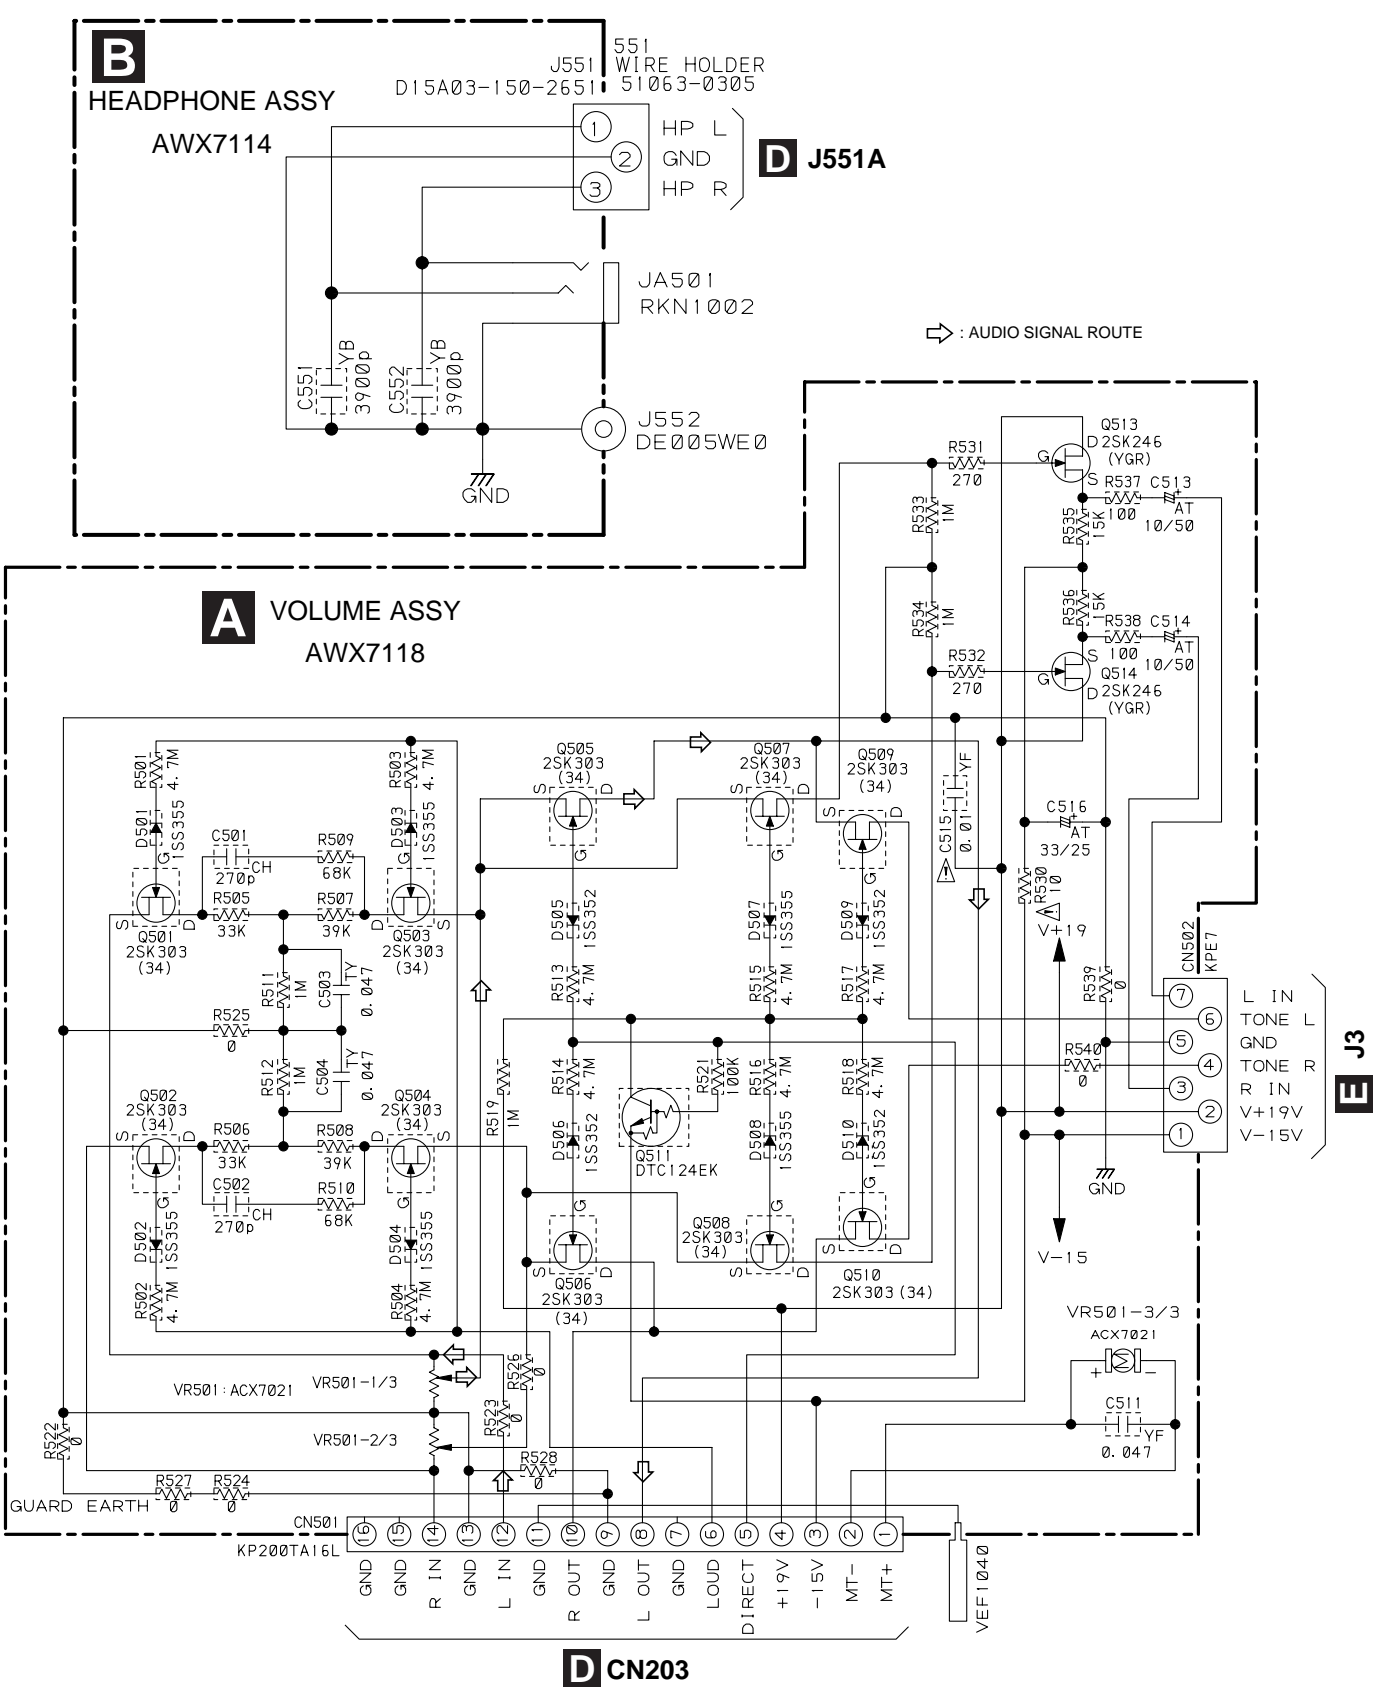 B
HEADPHONE ASSY
AWX7114
551
J551
WIRE HOLDER
D15A03-150-2651
51063-0305
1
HP L
2
GND
3
HP R
D J551A
JA501
RKN1002
C551
YB
3900p
C552
YB
3900p
J552
DE005WE0
GND
: AUDIO SIGNAL ROUTE
A
VOLUME ASSY
AWX7118
R531
270
G
D
Q513
2SK246
(YGR)
S
R533
1M
R535
15K
R537
100
C513
+
AT
10/50
R534
1M
R536
15K
R538
100
C514
+
AT
10/50
R532
270
G
S
D
Q514
2SK246
(YGR)
R501
4.7M
D501
1SS355
G
S
D
Q501
2SK303
(34)
C501
CH
270p
R505
33K
R509
68K
R507
39K
R503
4.7M
D503
1SS355
G
D
S
Q503
2SK303
(34)
R511
1M
C503
TY
0.047
R525
0
R512
1M
C504
TY
0.047
Q502
2SK303
(34)
S
D
G
R506
33K
C502
CH
270p
R508
39K
R510
68K
Q504
2SK303
(34)
D
S
G
D502
1SS355
R502
4.7M
D504
1SS355
R504
4.7M
Q505
2SK303
(34)
S
D
G
D505
1SS352
R513
4.7M
Q507
2SK303
(34)
S
D
G
D507
1SS355
R515
4.7M
Q509
2SK303
(34)
S
D
G
D509
1SS352
R517
4.7M
C515
YF
0.01
C516
+
AT
33/25
R530
10
V+19
R539
0
R519
1M
R514
4.7M
D506
1SS352
G
R521
100K
Q511
DTC124EK
R516
4.7M
D508
1SS355
G
R518
4.7M
D510
1SS352
G
Q506
2SK303
(34)
S
D
Q508
2SK303
(34)
S
D
Q510
2SK303(34)
S
D
CN502
KPE7
7
L IN
6
TONE L
5
GND
4
TONE R
3
R IN
2
V+19V
1
V-15V
R540
0
E J3
GND
V-15
VR501-3/3
ACX7021
+
M
-
C511
YF
0.047
VR501:ACX7021
VR501-1/3
VR501-2/3
R526
0
R523
0
R528
0
R522
0
R527
0
R524
0
GUARD EARTH
CN501
KP200TA16L
16
15
14
13
12
11
10
9
8
7
6
5
4
3
2
1
GND
GND
R IN
GND
L IN
GND
R OUT
GND
L OUT
GND
LOUD
DIRECT
+19V
-15V
MT-
MT+
VEF1040
D CN203